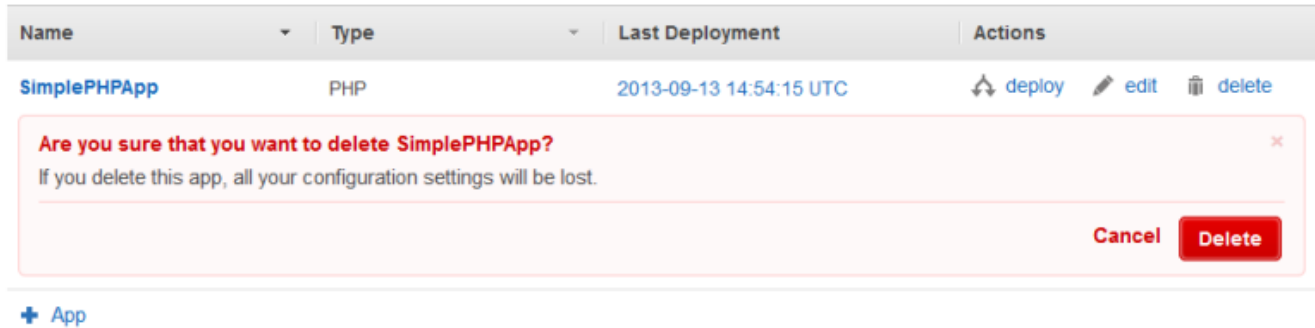 Name Type Last Deployment Actions
SimplePHPApp PHP 2013-09-13 14:54:15 UTC deploy edit delete
Are you sure that you want to delete SimplePHPApp? ×
If you delete this app, all your configuration settings will be lost.
Cancel Delete
+ App